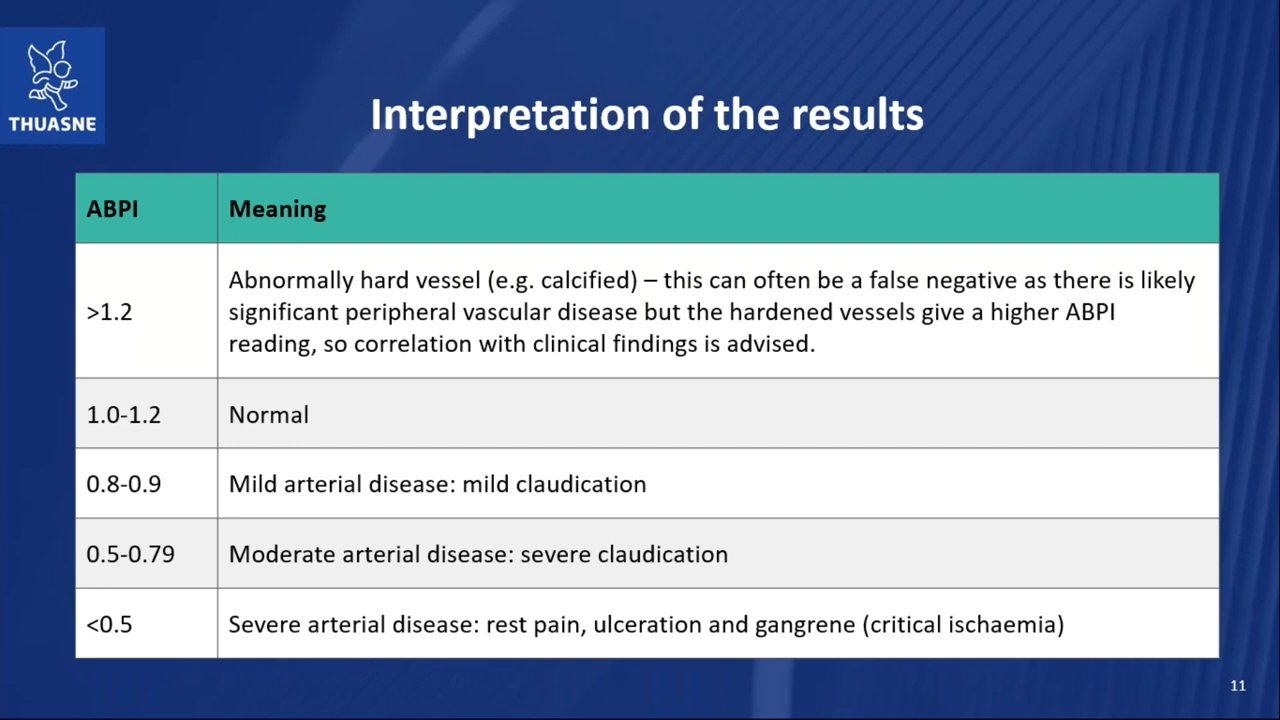 THUASNE
Interpretation of the results
ABPI
Meaning
>1.2
Abnormally hard vessel (e.g. calcified) – this can often be a false negative as there is likely
significant peripheral vascular disease but the hardened vessels give a higher ABPI
reading, so correlation with clinical findings is advised.
1.0-1.2
Normal
0.8-0.9
Mild arterial disease: mild claudication
0.5-0.79
Moderate arterial disease: severe claudication
<0.5
Severe arterial disease: rest pain, ulceration and gangrene (critical ischaemia)
11